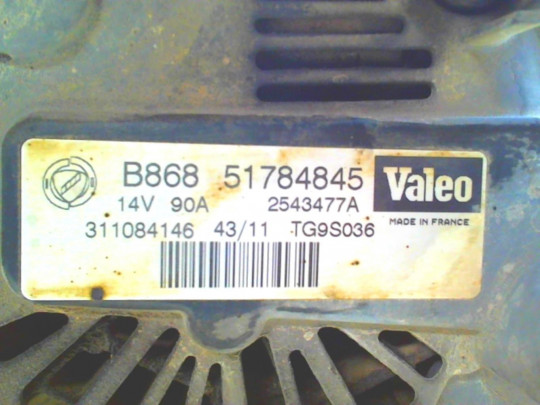 B868 51784845 Valeo
14V 90A 2543477A
MADE IN FRANCE
311084146 43/11 TG9S036